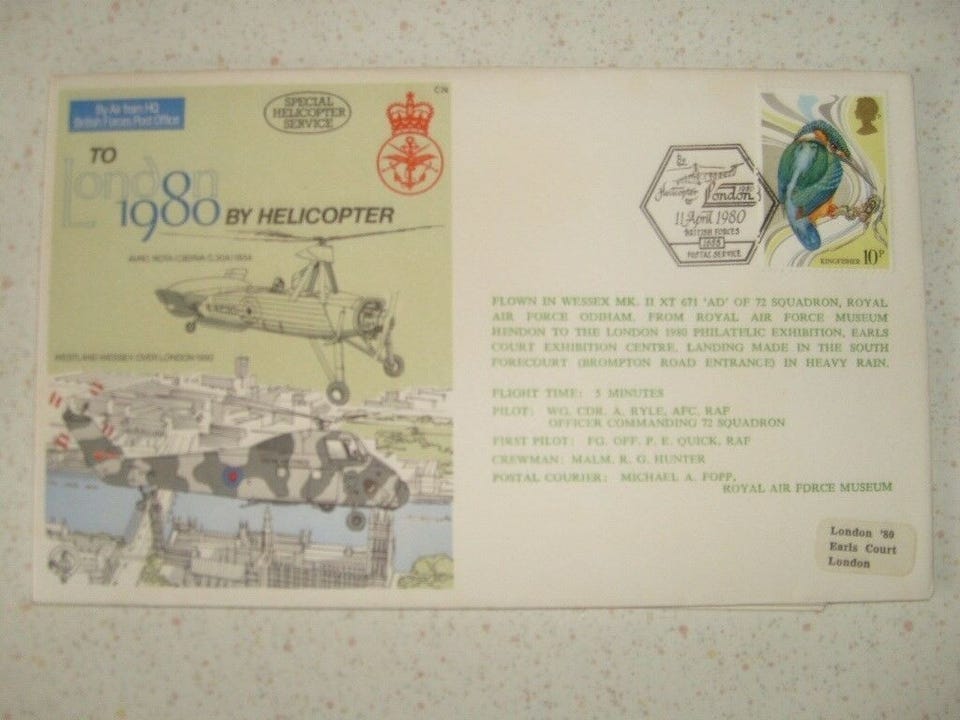 By Air from HQ
British Forces Post Office
SPECIAL
HELICOPTER
SERVICE
TO
London
1980 BY HELICOPTER
WESTLAND WESSEX OVER LONDON 1980
By
Helicopter
to
London 1980
11 April 1980
BRITISH FORCES
1688
POSTAL SERVICE
KINGFISHER 10P
FLOWN IN WESSEX MK. II XT 671 'AD' OF 72 SQUADRON, ROYAL
AIR FORCE ODIHAM, FROM ROYAL AIR FORCE MUSEUM
HENDON TO THE LONDON 1980 PHILATELIC EXHIBITION, EARLS
COURT EXHIBITION CENTRE. LANDING MADE IN THE SOUTH
FORECOURT (BROMPTON ROAD ENTRANCE) IN HEAVY RAIN.
FLIGHT TIME: 5 MINUTES
PILOT: WG. CDR. A. RYLE, AFC, RAF
OFFICER COMMANDING 72 SQUADRON
FIRST PILOT: FG. OFF. P. E. QUICK, RAF
CREWMAN: MALM. R. G. HUNTER
POSTAL COURIER: MICHAEL A. FOPP,
ROYAL AIR FORCE MUSEUM
London '80
Earls Court
London